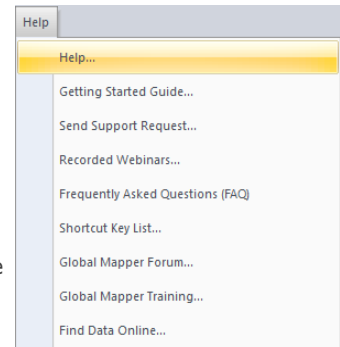 Help
Help...
Getting Started Guide...
Send Support Request...
Recorded Webinars...
Frequently Asked Questions (FAQ)
Shortcut Key List...
e
Global Mapper Forum...
Global Mapper Training...
Find Data Online...